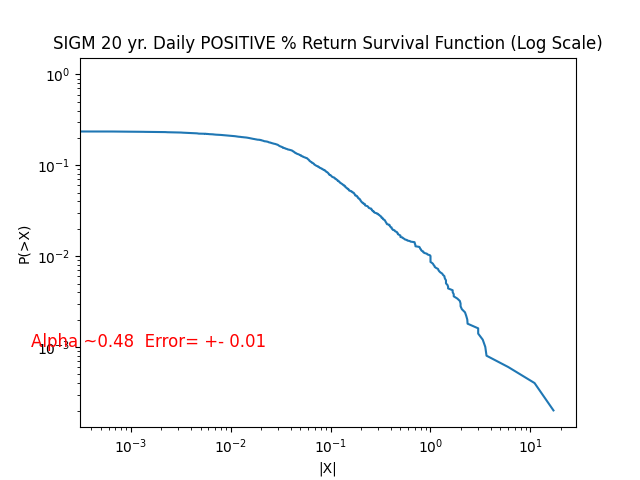 SIGM 20 yr. Daily POSITIVE % Return Survival Function (Log Scale)
10⁰
10⁻¹
P(>X)
10⁻²
Alpha ~0.48 Error= +- 0.01
10⁻³
10⁻³ 10⁻² 10⁻¹ 10⁰ 10¹
|X|